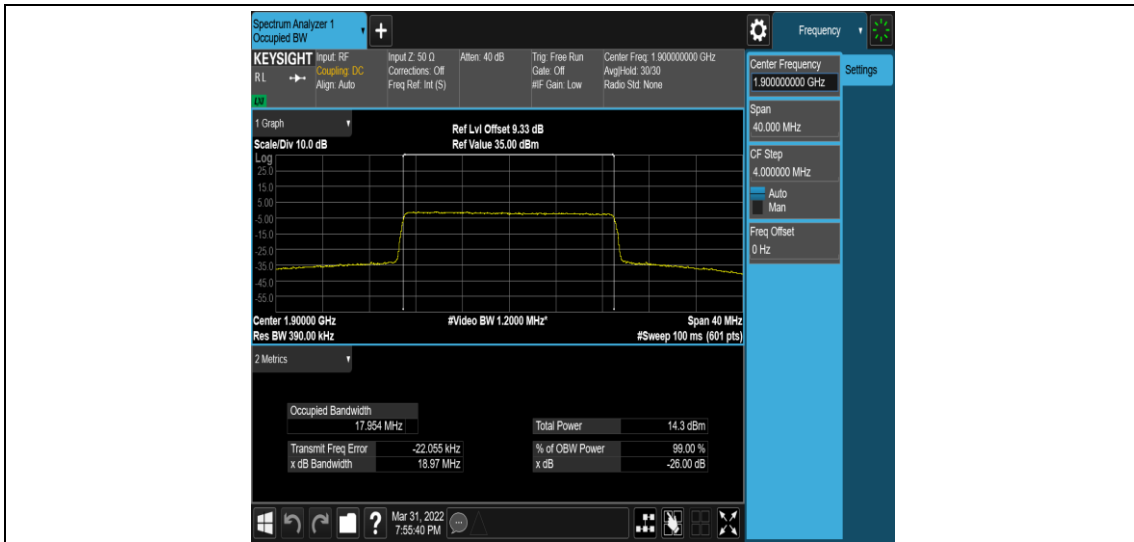 Spectrum Analyzer 1
Occupied BW
+
Frequency
KEYSIGHT
RL
LXI
Input: RF
Coupling: DC
Align: Auto
Input Z: 50 Ω
Corrections: Off
Freq Ref: Int (S)
Atten: 40 dB
Trig: Free Run
Gate: Off
#IF Gain: Low
Center Freq: 1.900000000 GHz
Avg|Hold: 30/30
Radio Std: None
Center Frequency
1.900000000 GHz
Settings
Span
40.000 MHz
CF Step
4.000000 MHz
Auto
Man
Freq Offset
0 Hz
1 Graph
Scale/Div 10.0 dB
Ref Lvl Offset 9.33 dB
Ref Value 35.00 dBm
Log
25.0
15.0
5.00
-5.00
-15.0
-25.0
-35.0
-45.0
-55.0
Center 1.90000 GHz
#Video BW 1.2000 MHz*
Span 40 MHz
Res BW 390.00 kHz
#Sweep 100 ms (601 pts)
2 Metrics
Occupied Bandwidth
17.954 MHz
Total Power 14.3 dBm
Transmit Freq Error -22.055 kHz
% of OBW Power 99.00 %
x dB Bandwidth 18.97 MHz
x dB -26.00 dB
?
Mar 31, 2022
7:55:40 PM